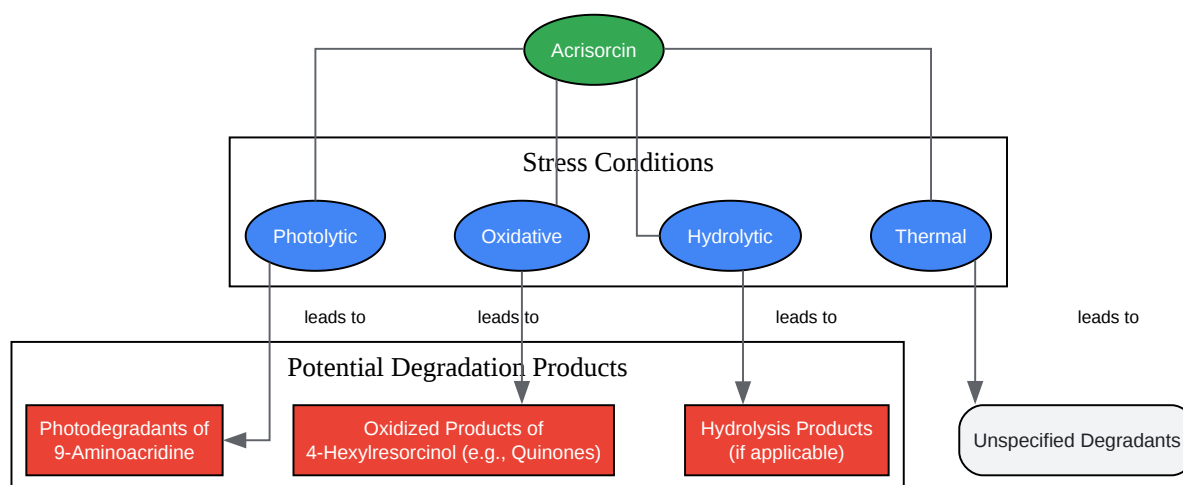 Acrisorcin
Stress Conditions
Photolytic
Oxidative
Hydrolytic
Thermal
leads to
leads to
leads to
leads to
Potential Degradation Products
Photodegradants of
9-Aminoacridine
Oxidized Products of
4-Hexylresorcinol (e.g., Quinones)
Hydrolysis Products
(if applicable)
Unspecified Degradants